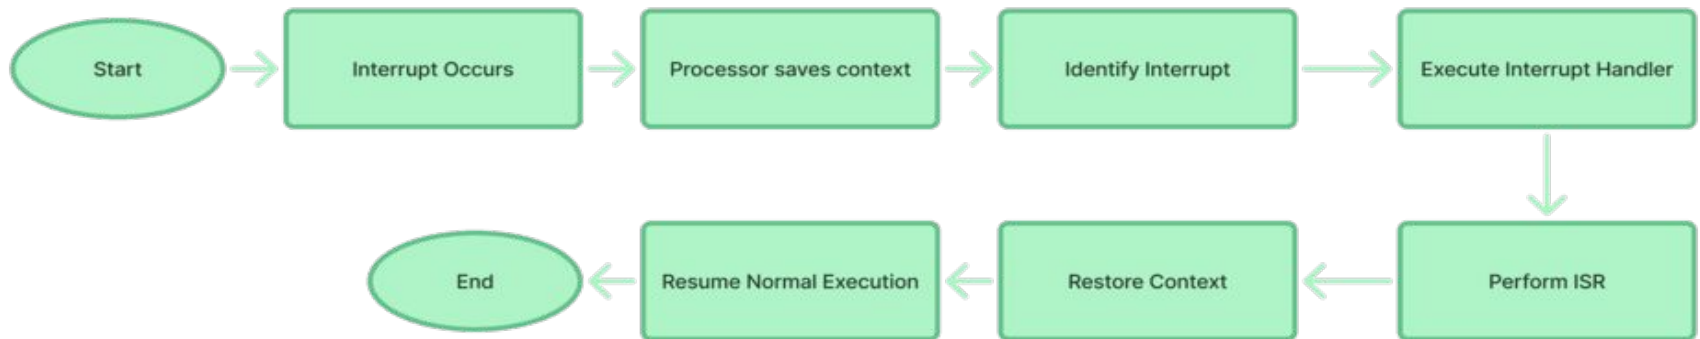 Start
Interrupt Occurs
Processor saves context
Identify Interrupt
Execute Interrupt Handler
Perform ISR
Restore Context
Resume Normal Execution
End